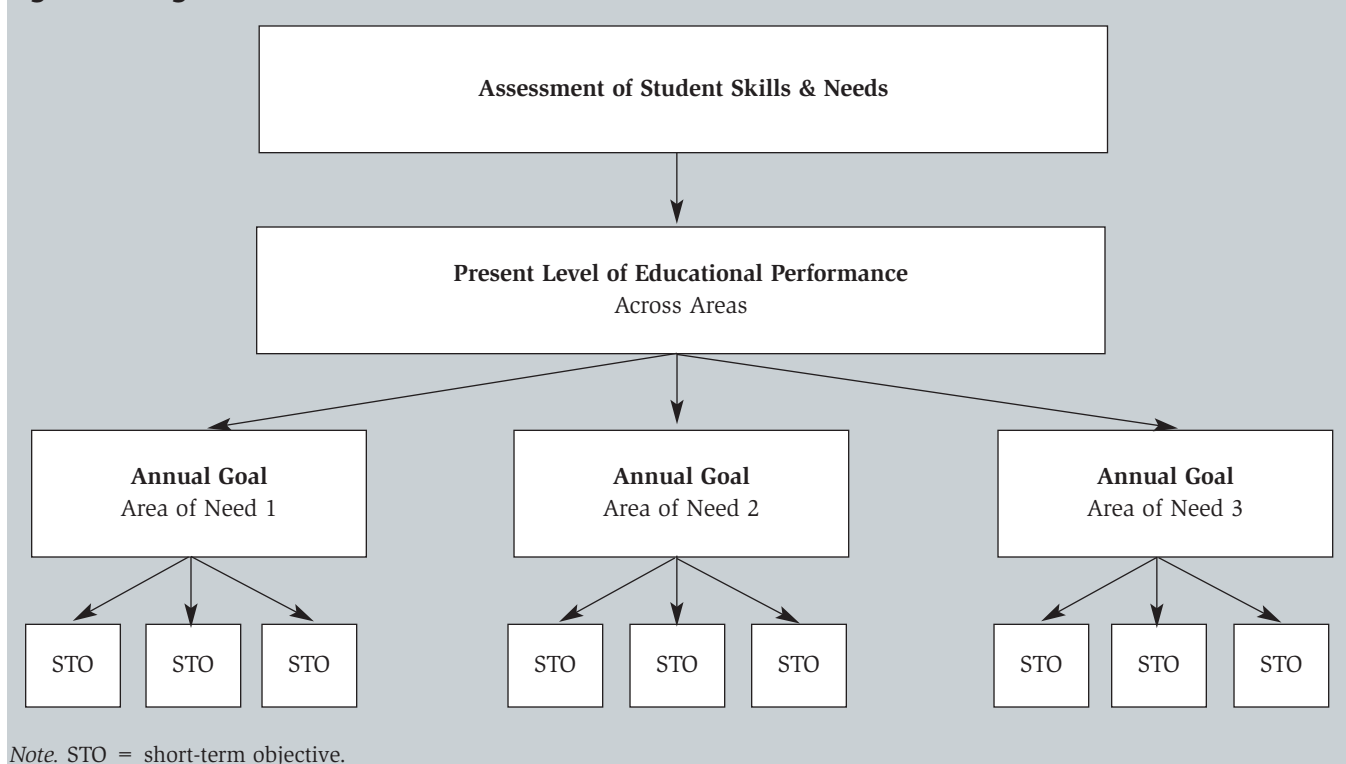 Assessment of Student Skills & Needs
Present Level of Educational Performance
Across Areas
Annual Goal
Area of Need 1
Annual Goal
Area of Need 2
Annual Goal
Area of Need 3
STO
STO
STO
STO
STO
STO
STO
STO
STO
Note. STO = short-term objective.